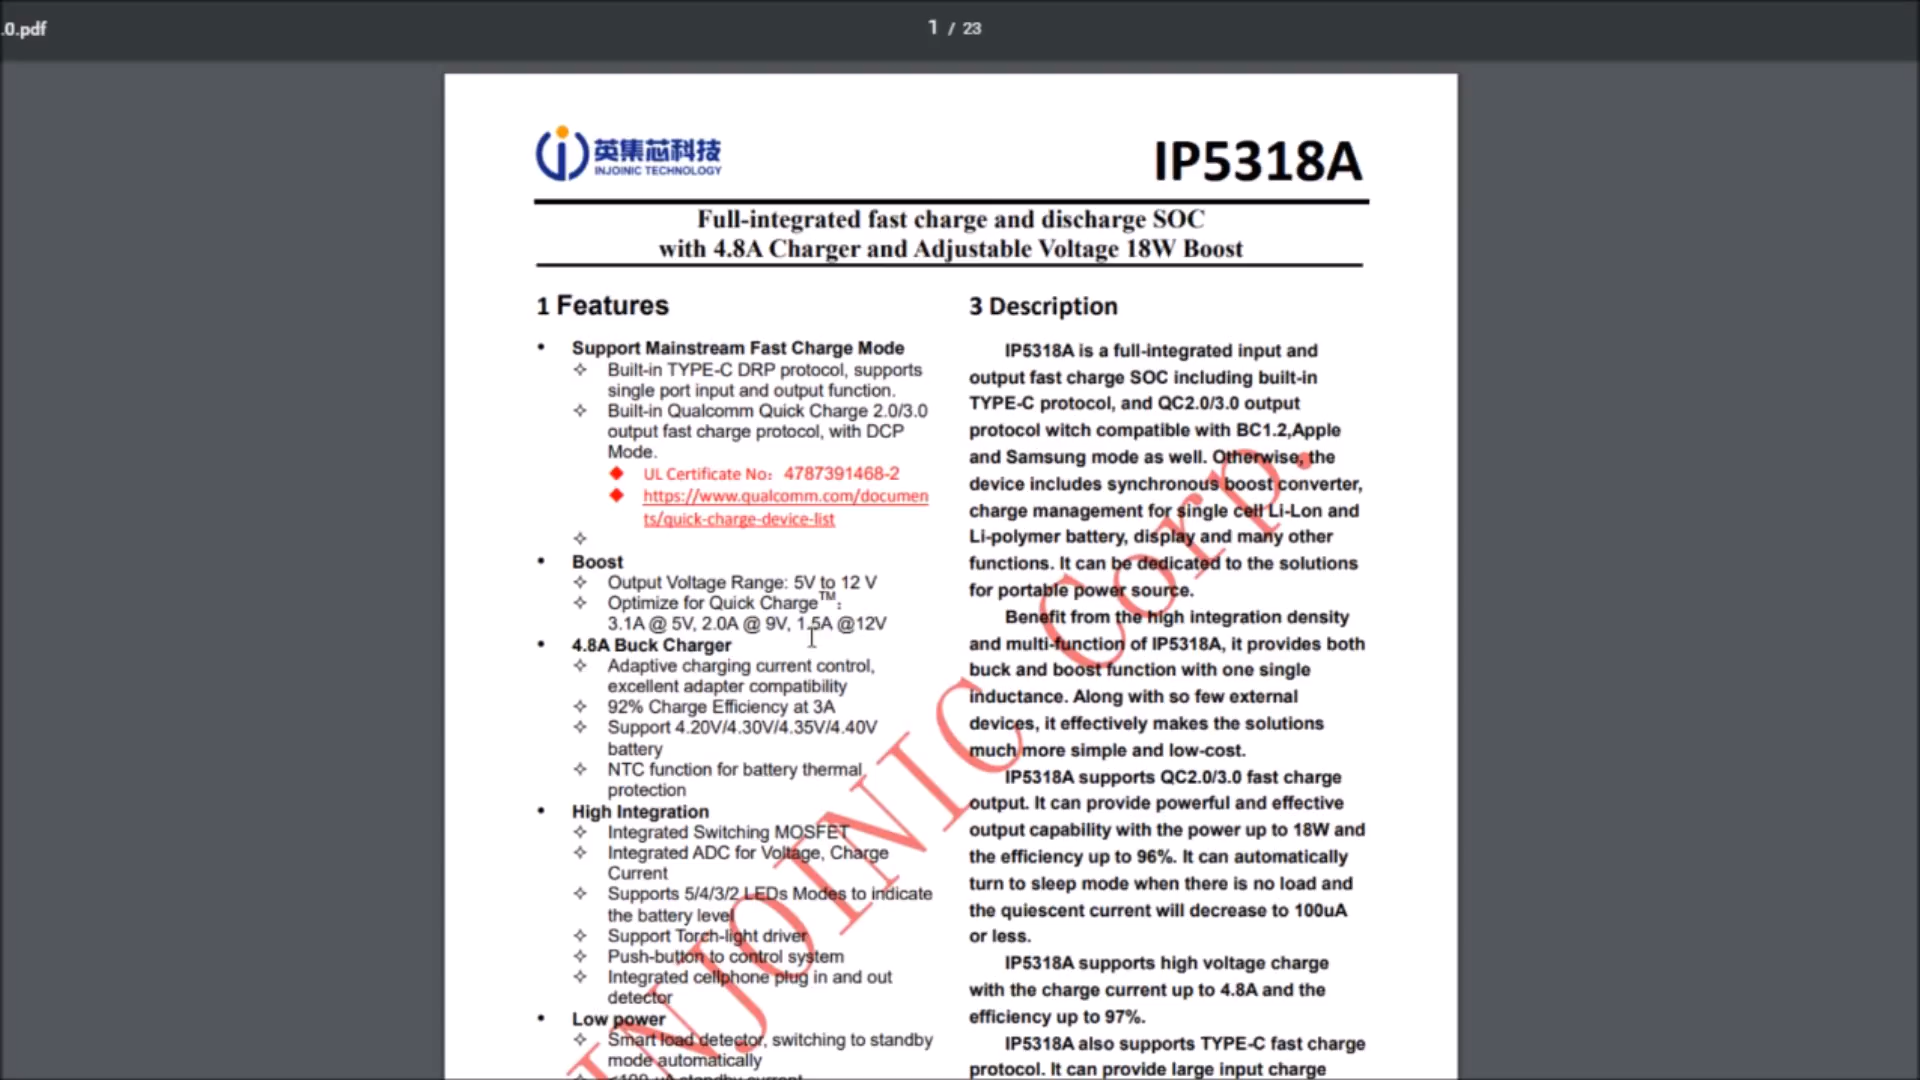 .0.pdf
1 / 23
英集芯科技
INJOINIC TECHNOLOGY
IP5318A
Full-integrated fast charge and discharge SOC
with 4.8A Charger and Adjustable Voltage 18W Boost
1 Features
• Support Mainstream Fast Charge Mode
✧ Built-in TYPE-C DRP protocol, supports
single port input and output function.
✧ Built-in Qualcomm Quick Charge 2.0/3.0
output fast charge protocol, with DCP
Mode.
◆ UL Certificate No：4787391468-2
◆ https://www.qualcomm.com/documen
ts/quick-charge-device-list
✧
• Boost
✧ Output Voltage Range: 5V to 12 V
✧ Optimize for Quick Charge™：
3.1A @ 5V, 2.0A @ 9V, 1.5A @12V
• 4.8A Buck Charger
✧ Adaptive charging current control,
excellent adapter compatibility
✧ 92% Charge Efficiency at 3A
✧ Support 4.20V/4.30V/4.35V/4.40V
battery
✧ NTC function for battery thermal
protection
• High Integration
✧ Integrated Switching MOSFET
✧ Integrated ADC for Voltage, Charge
Current
✧ Supports 5/4/3/2 LEDs Modes to indicate
the battery level
✧ Support Torch-light driver
✧ Push-button to control system
✧ Integrated cellphone plug in and out
detector
• Low power
✧ Smart load detector, switching to standby
mode automatically
3 Description
IP5318A is a full-integrated input and
output fast charge SOC including built-in
TYPE-C protocol, and QC2.0/3.0 output
protocol witch compatible with BC1.2,Apple
and Samsung mode as well. Otherwise, the
device includes synchronous boost converter,
charge management for single cell Li-Lon and
Li-polymer battery, display and many other
functions. It can be dedicated to the solutions
for portable power source.
Benefit from the high integration density
and multi-function of IP5318A, it provides both
buck and boost function with one single
inductance. Along with so few external
devices, it effectively makes the solutions
much more simple and low-cost.
IP5318A supports QC2.0/3.0 fast charge
output. It can provide powerful and effective
output capability with the power up to 18W and
the efficiency up to 96%. It can automatically
turn to sleep mode when there is no load and
the quiescent current will decrease to 100uA
or less.
IP5318A supports high voltage charge
with the charge current up to 4.8A and the
efficiency up to 97%.
IP5318A also supports TYPE-C fast charge
protocol. It can provide large input charge
INJOINIC Corp.